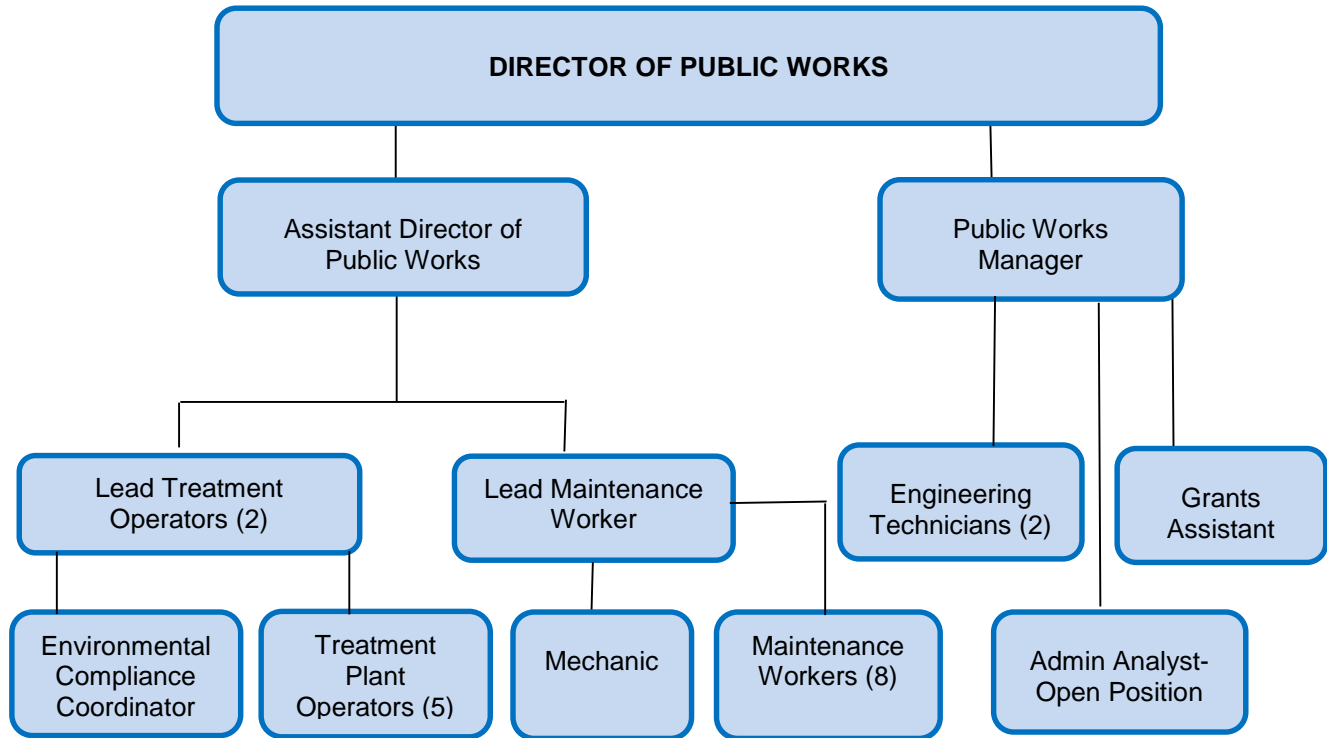 DIRECTOR OF PUBLIC WORKS
Assistant Director of
Public Works
Public Works
Manager
Lead Treatment
Operators (2)
Lead Maintenance
Worker
Engineering
Technicians (2)
Grants
Assistant
Environmental
Compliance
Coordinator
Treatment
Plant
Operators (5)
Mechanic
Maintenance
Workers (8)
Admin Analyst-
Open Position